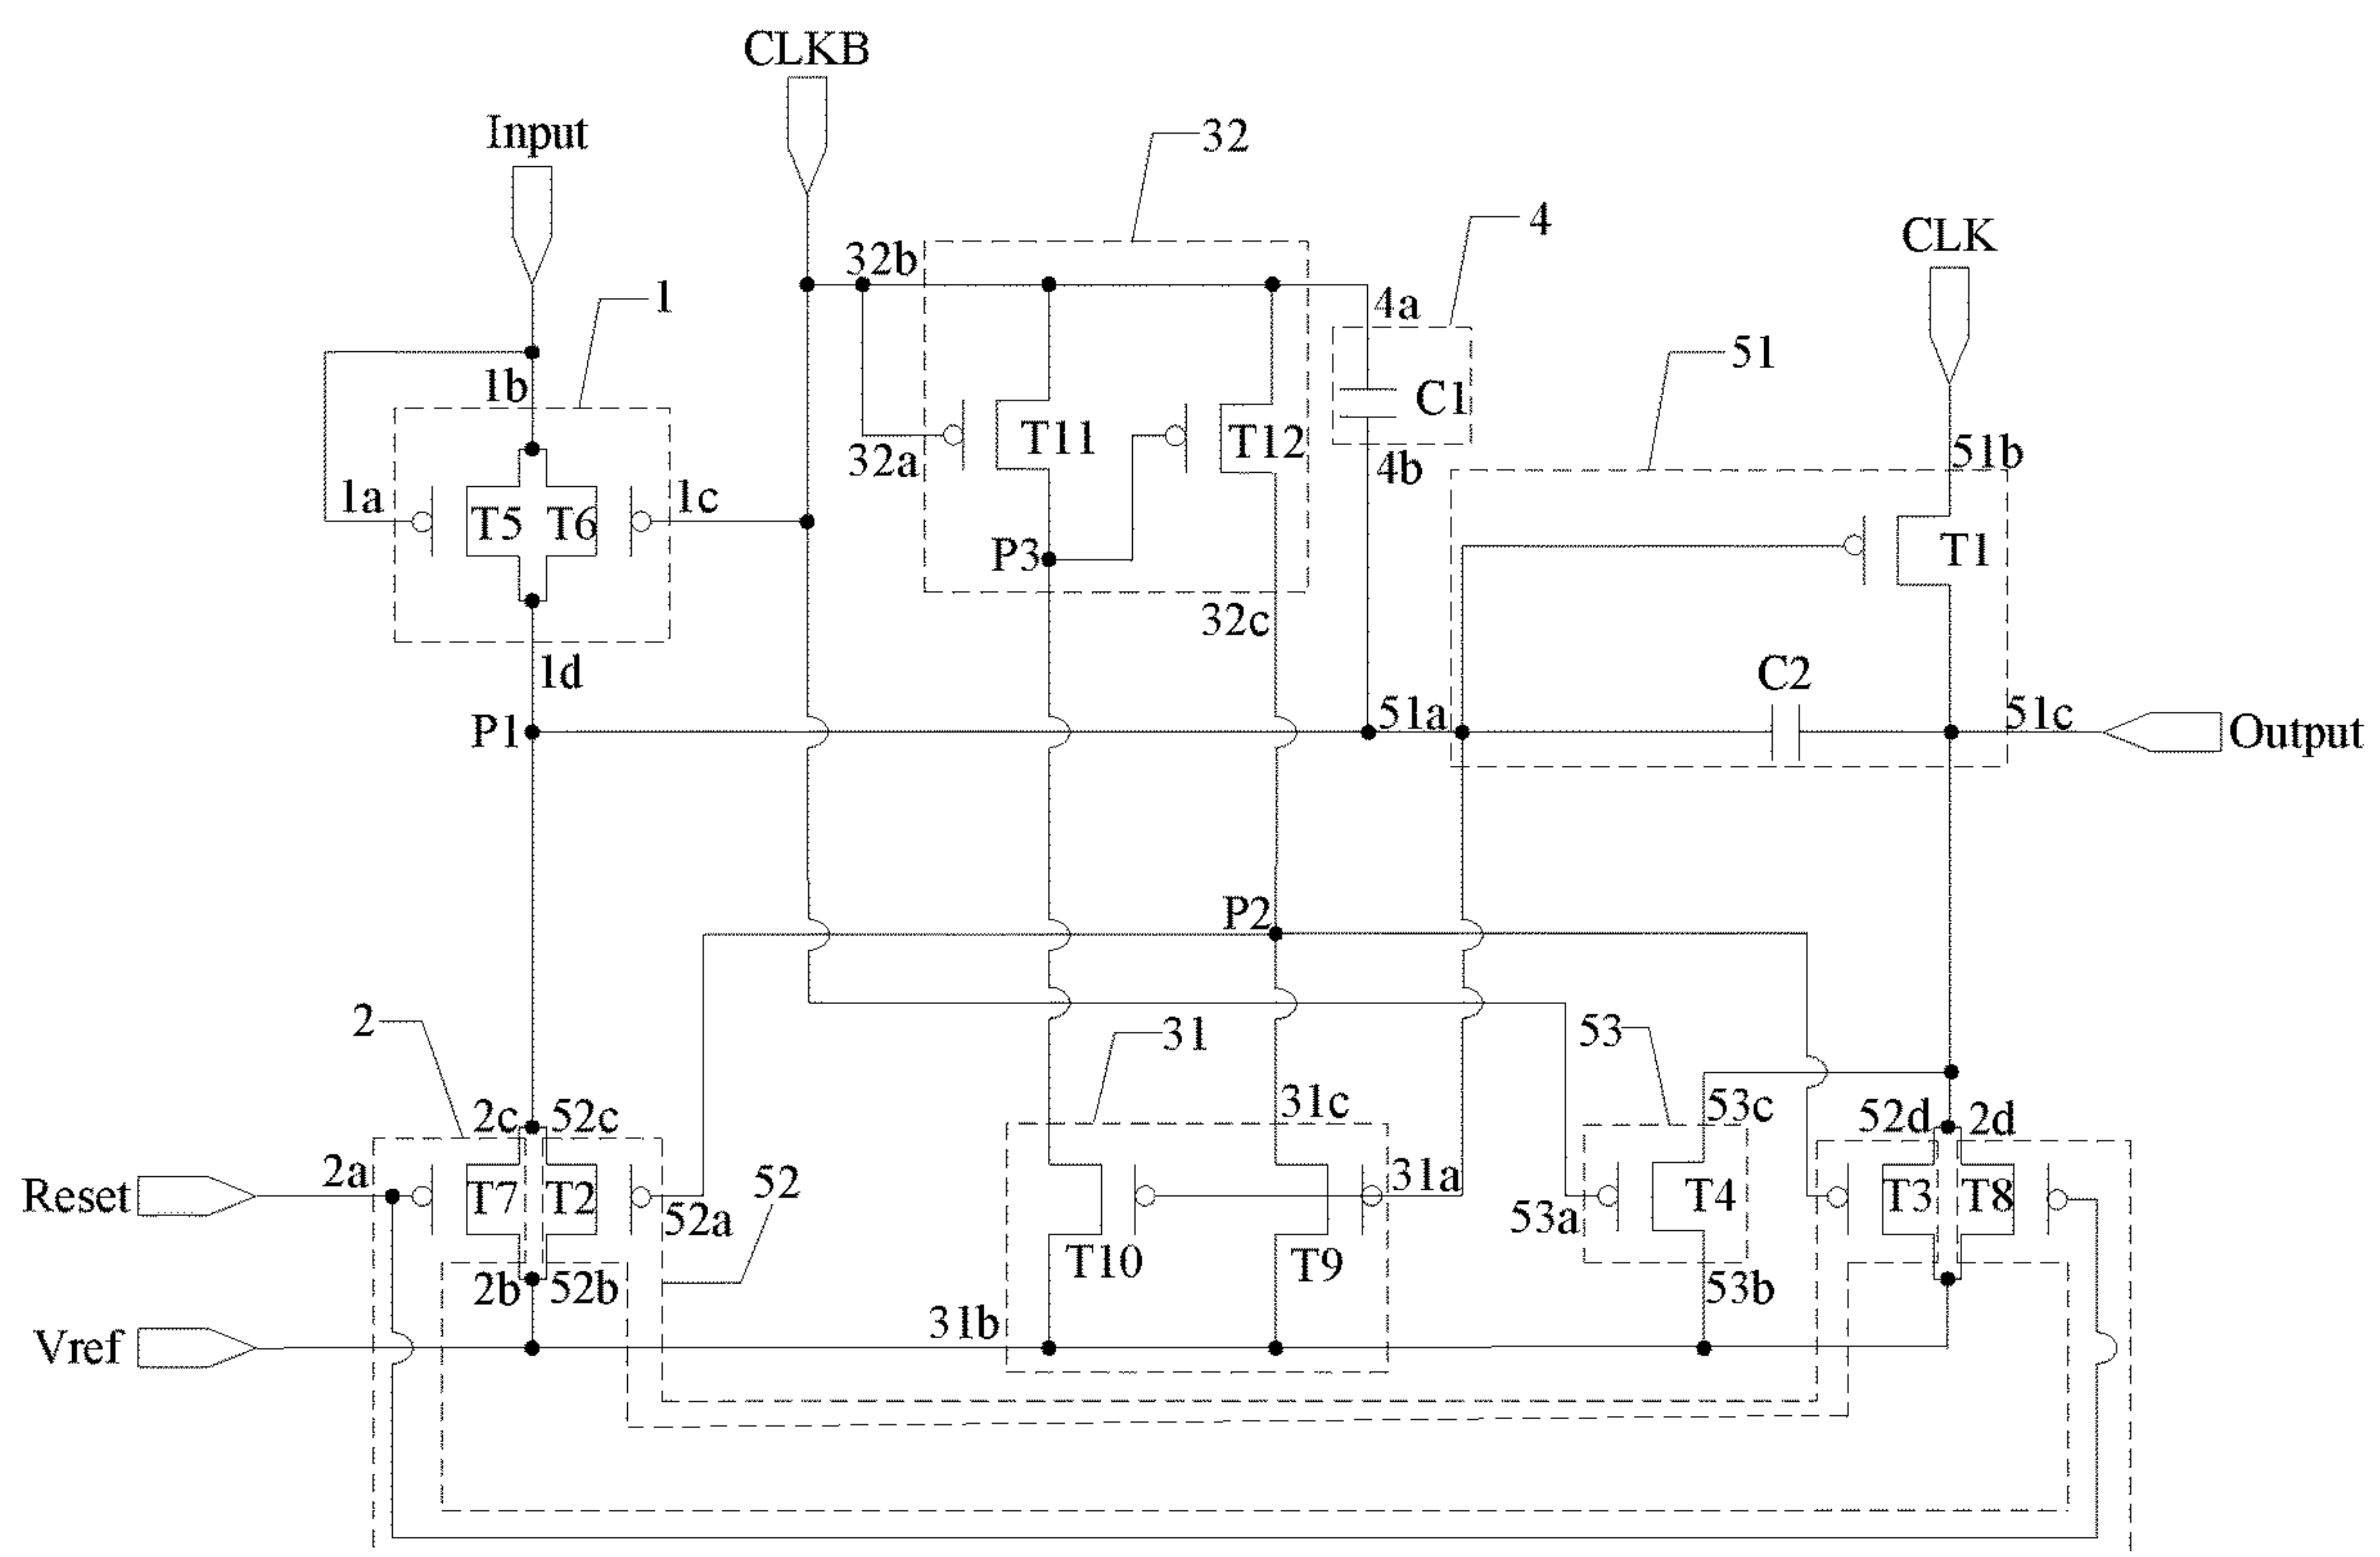 CLKB
Input
32
4
CLK
32b
1
4a
51
1b
C1
T11
T12
32a
4b
51b
1a
T5
T6
1c
P3
T1
32c
1d
C2
P1
51a
51c
Output
P2
2
31
53
2c
52c
31c
53c
52d
2d
2a
Reset
T7
T2
52a
52
31a
53a
T4
T3
T8
T10
T9
2b
52b
53b
31b
Vref